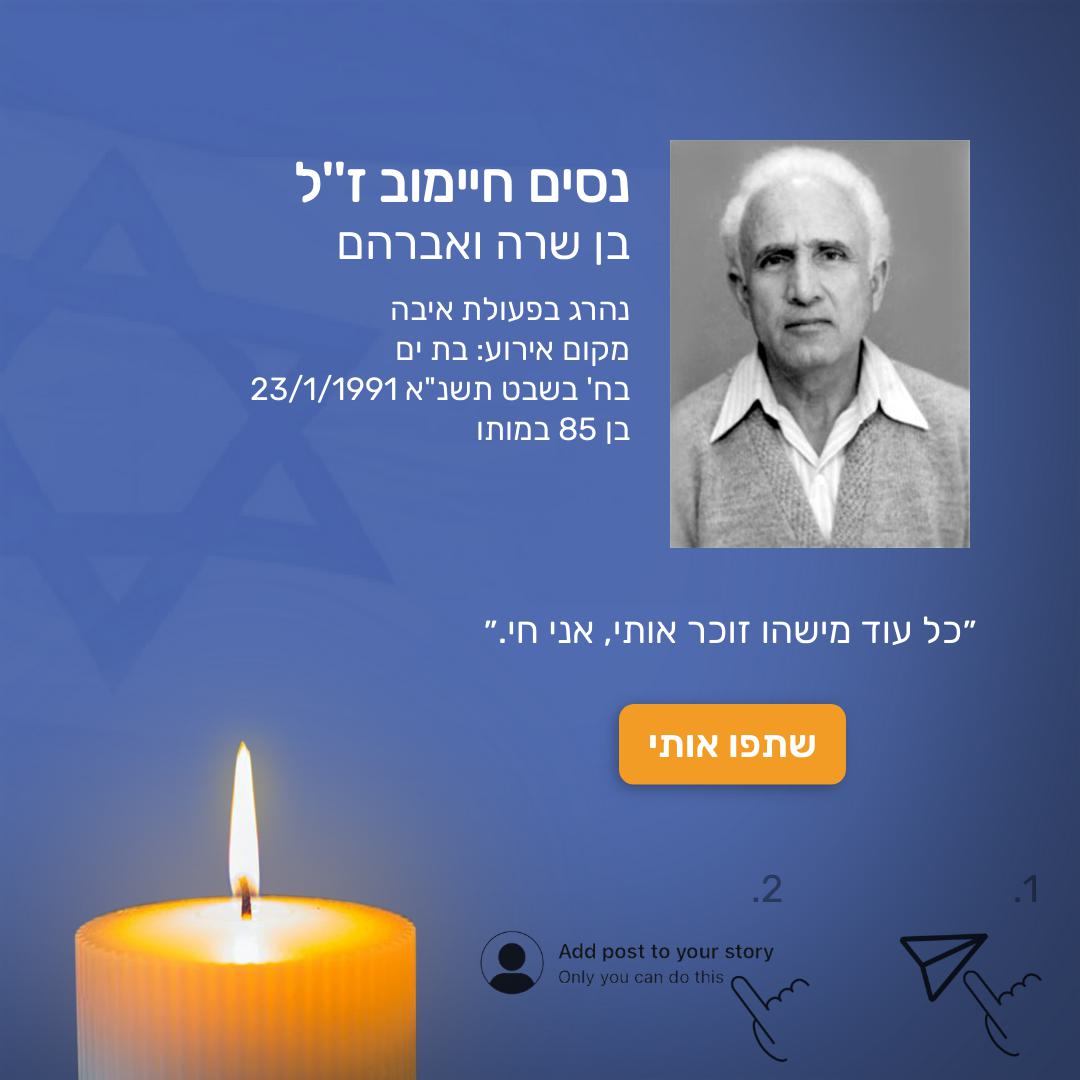 נסים חיימוב ז"ל
בן שרה ואברהם
נהרג בפעולת איבה
מקום אירוע: בת ים
בח' בשבט תשנ"א 23/1/1991
בן 85 במותו
״כל עוד מישהו זוכר אותי, אני חי.״
שתפו אותי
1.
2.
Add post to your story
Only you can do this